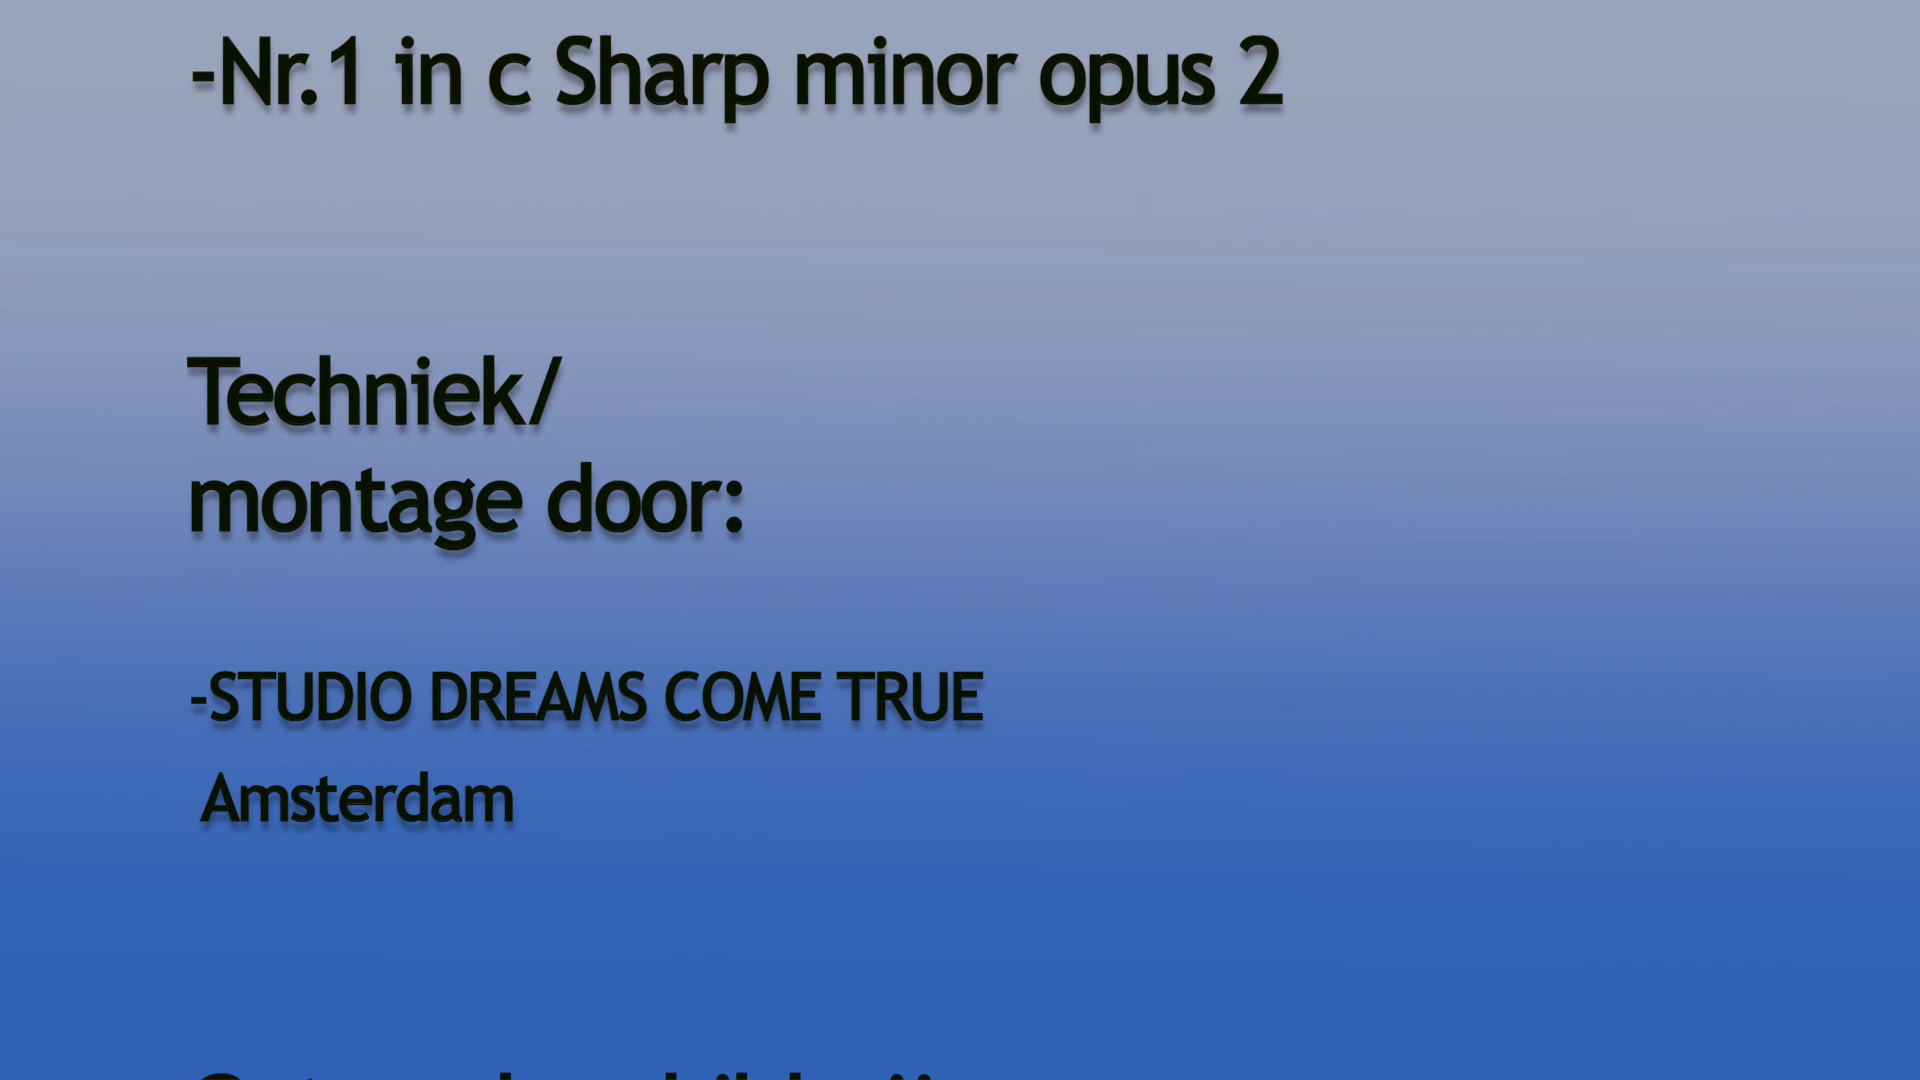 -Nr.1 in c Sharp minor opus 2
Techniek/
montage door:
-STUDIO DREAMS COME TRUE
Amsterdam